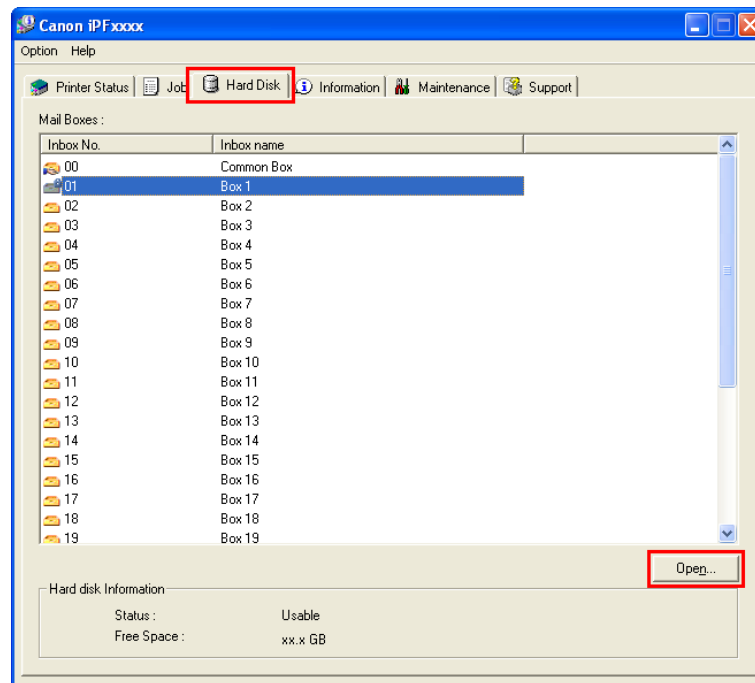 Canon iPFxxxx
Option Help
Printer Status Job Hard Disk Information Maintenance Support
Mail Boxes :
Inbox No. Inbox name
00 Common Box
01 Box 1
02 Box 2
03 Box 3
04 Box 4
05 Box 5
06 Box 6
07 Box 7
08 Box 8
09 Box 9
10 Box 10
11 Box 11
12 Box 12
13 Box 13
14 Box 14
15 Box 15
16 Box 16
17 Box 17
18 Box 18
19 Box 19
Open...
Hard disk Information
Status : Usable
Free Space : xx.x GB